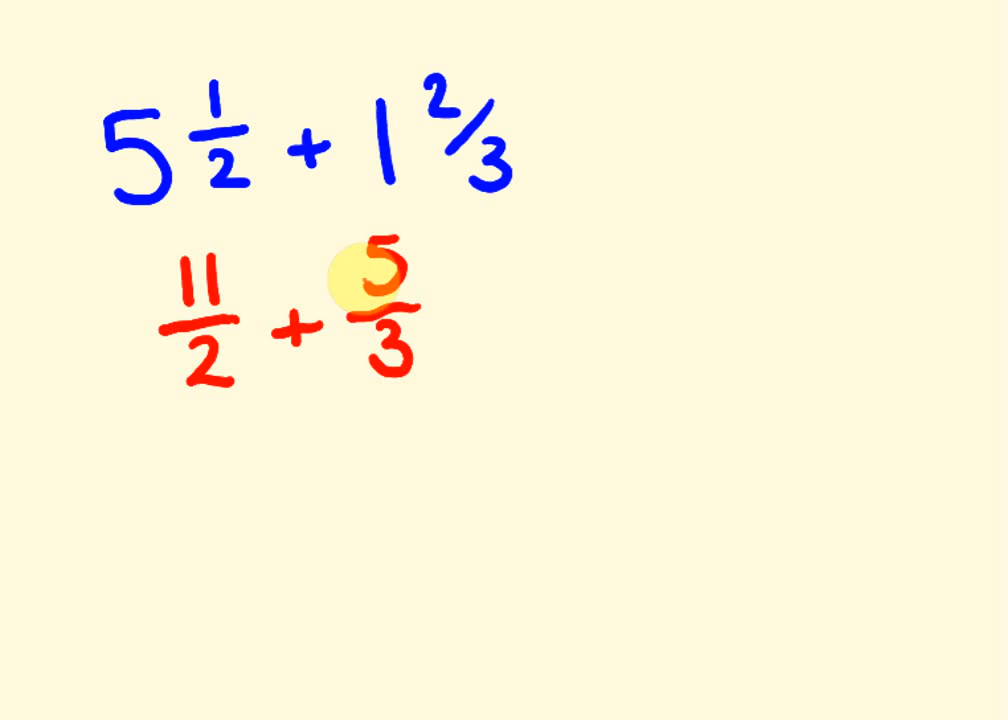 5 1/2 + 1 2/3
11/2 + 5/3